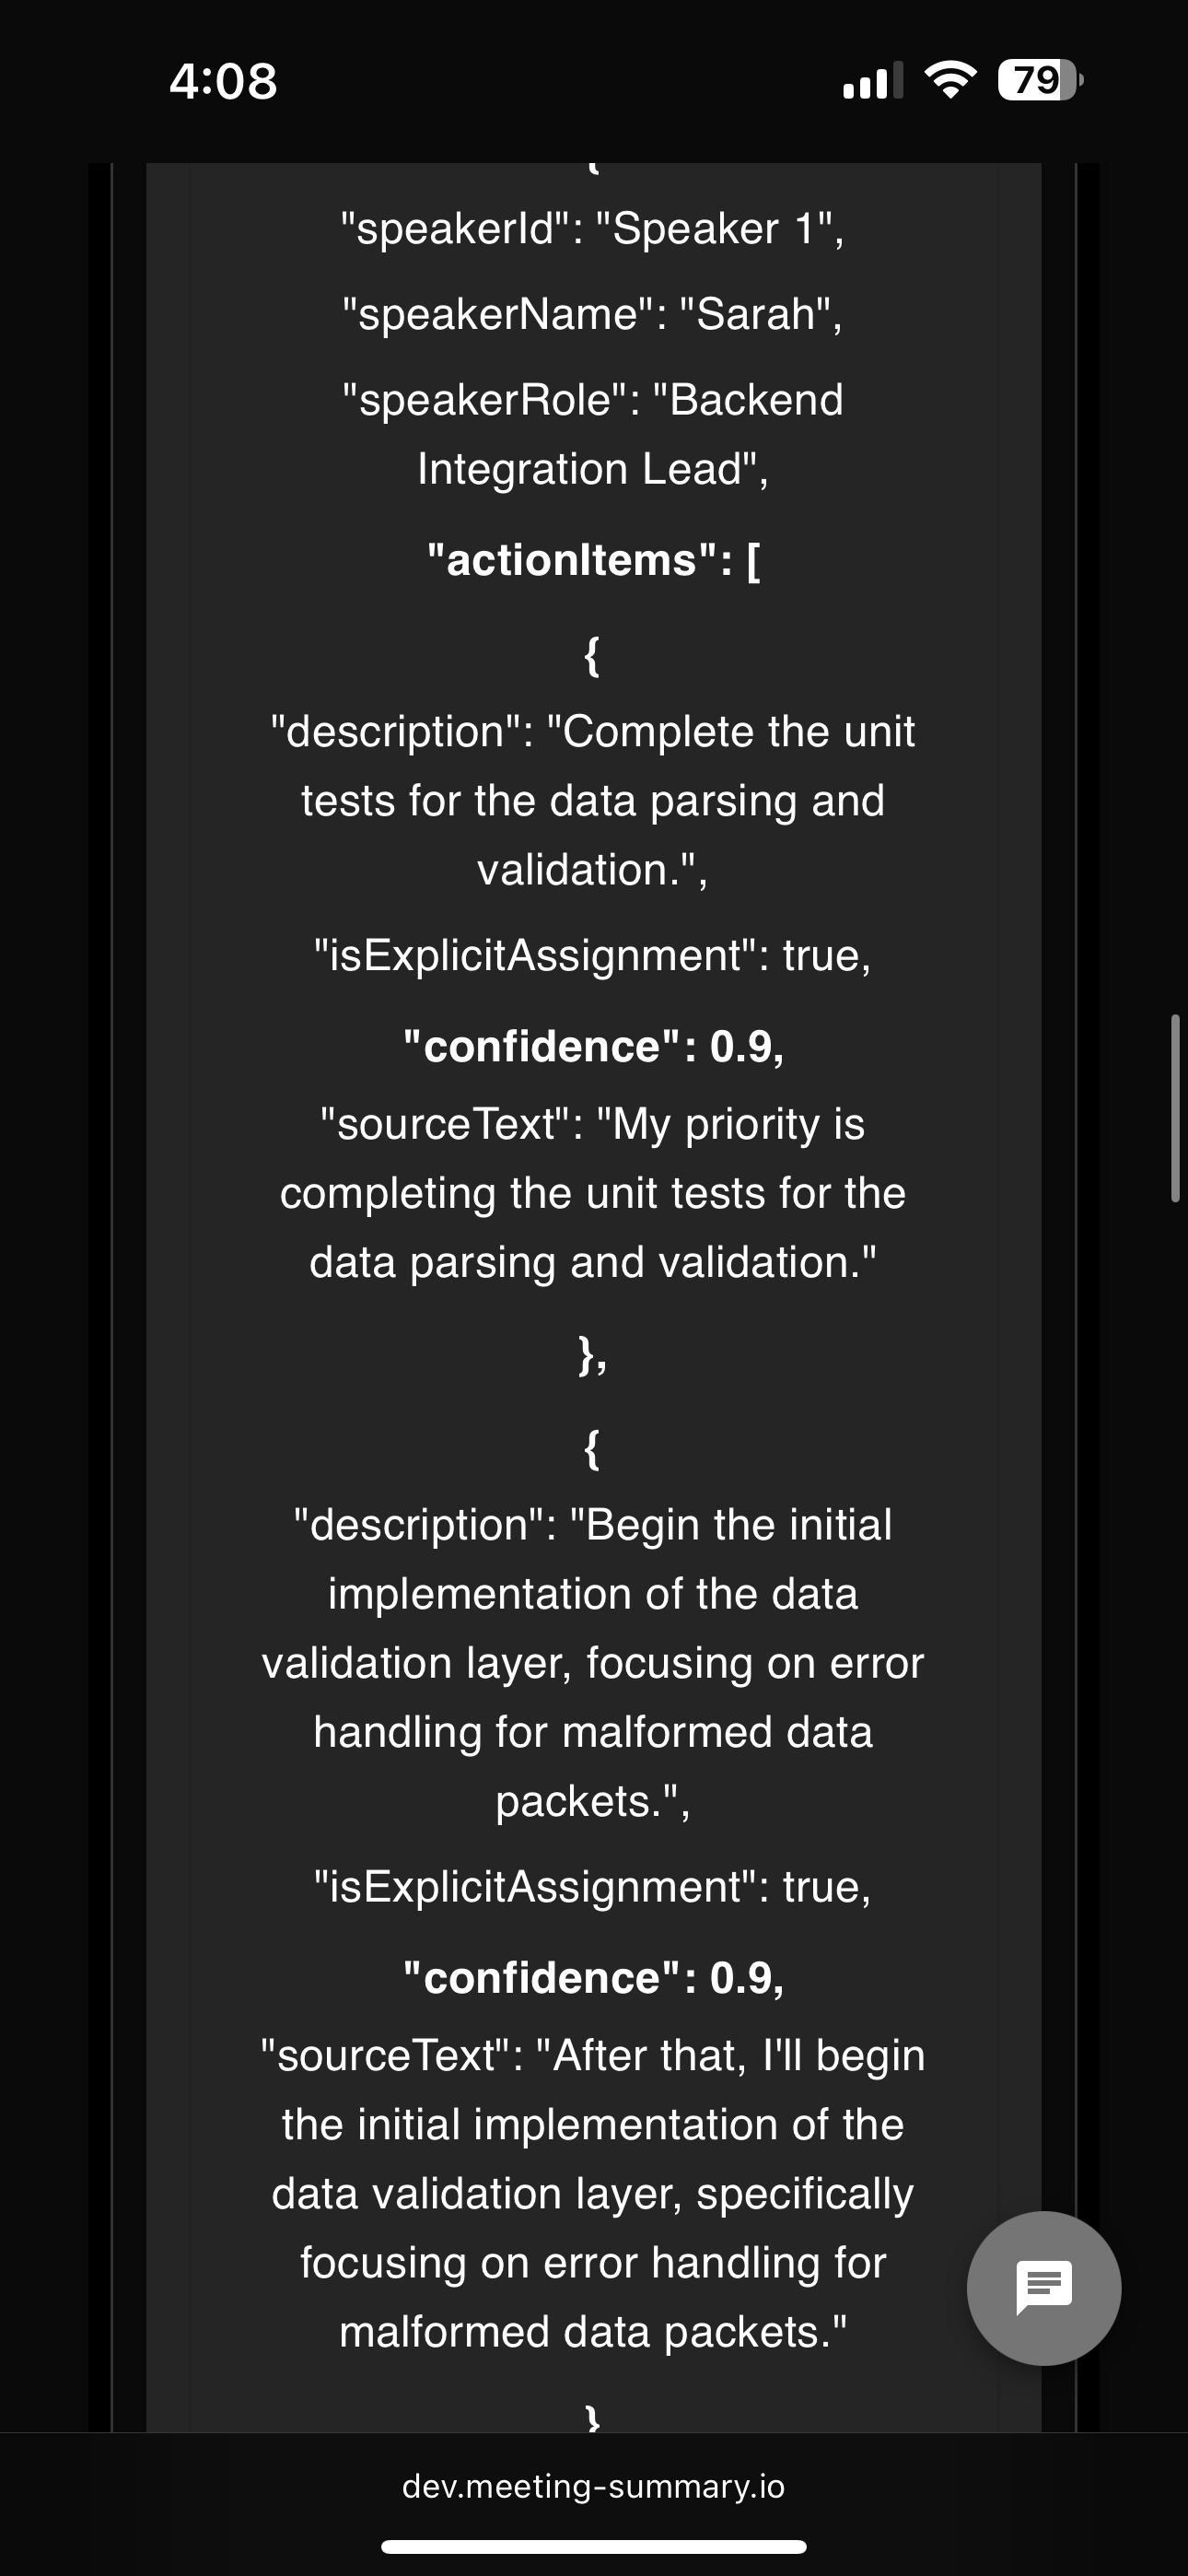 4:08
79
{
"speakerId": "Speaker 1",
"speakerName": "Sarah",
"speakerRole": "Backend
Integration Lead",
"actionItems": [
{
"description": "Complete the unit
tests for the data parsing and
validation.",
"isExplicitAssignment": true,
"confidence": 0.9,
"sourceText": "My priority is
completing the unit tests for the
data parsing and validation."
},
{
"description": "Begin the initial
implementation of the data
validation layer, focusing on error
handling for malformed data
packets.",
"isExplicitAssignment": true,
"confidence": 0.9,
"sourceText": "After that, I'll begin
the initial implementation of the
data validation layer, specifically
focusing on error handling for
malformed data packets."
}
dev.meeting-summary.io